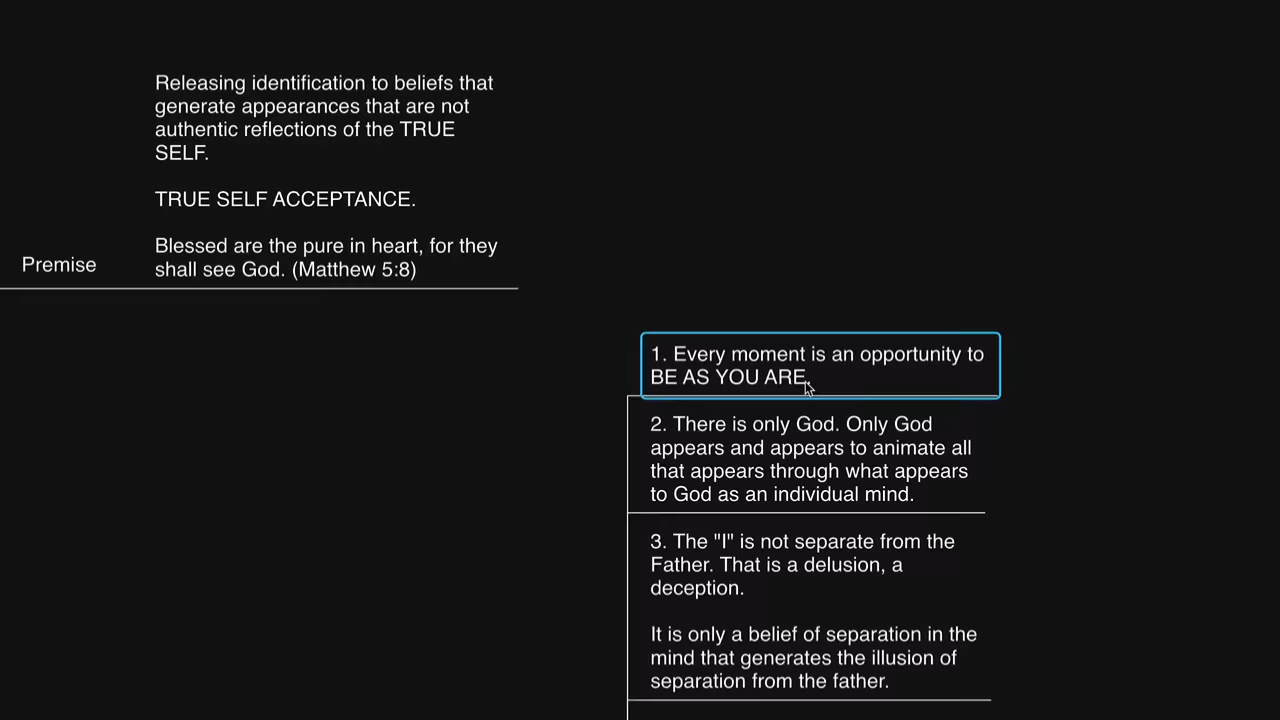 Releasing identification to beliefs that
generate appearances that are not
authentic reflections of the TRUE
SELF.
TRUE SELF ACCEPTANCE.
Blessed are the pure in heart, for they
shall see God. (Matthew 5:8)
Premise
1. Every moment is an opportunity to
BE AS YOU ARE.
2. There is only God. Only God
appears and appears to animate all
that appears through what appears
to God as an individual mind.
3. The "I" is not separate from the
Father. That is a delusion, a
deception.
It is only a belief of separation in the
mind that generates the illusion of
separation from the father.